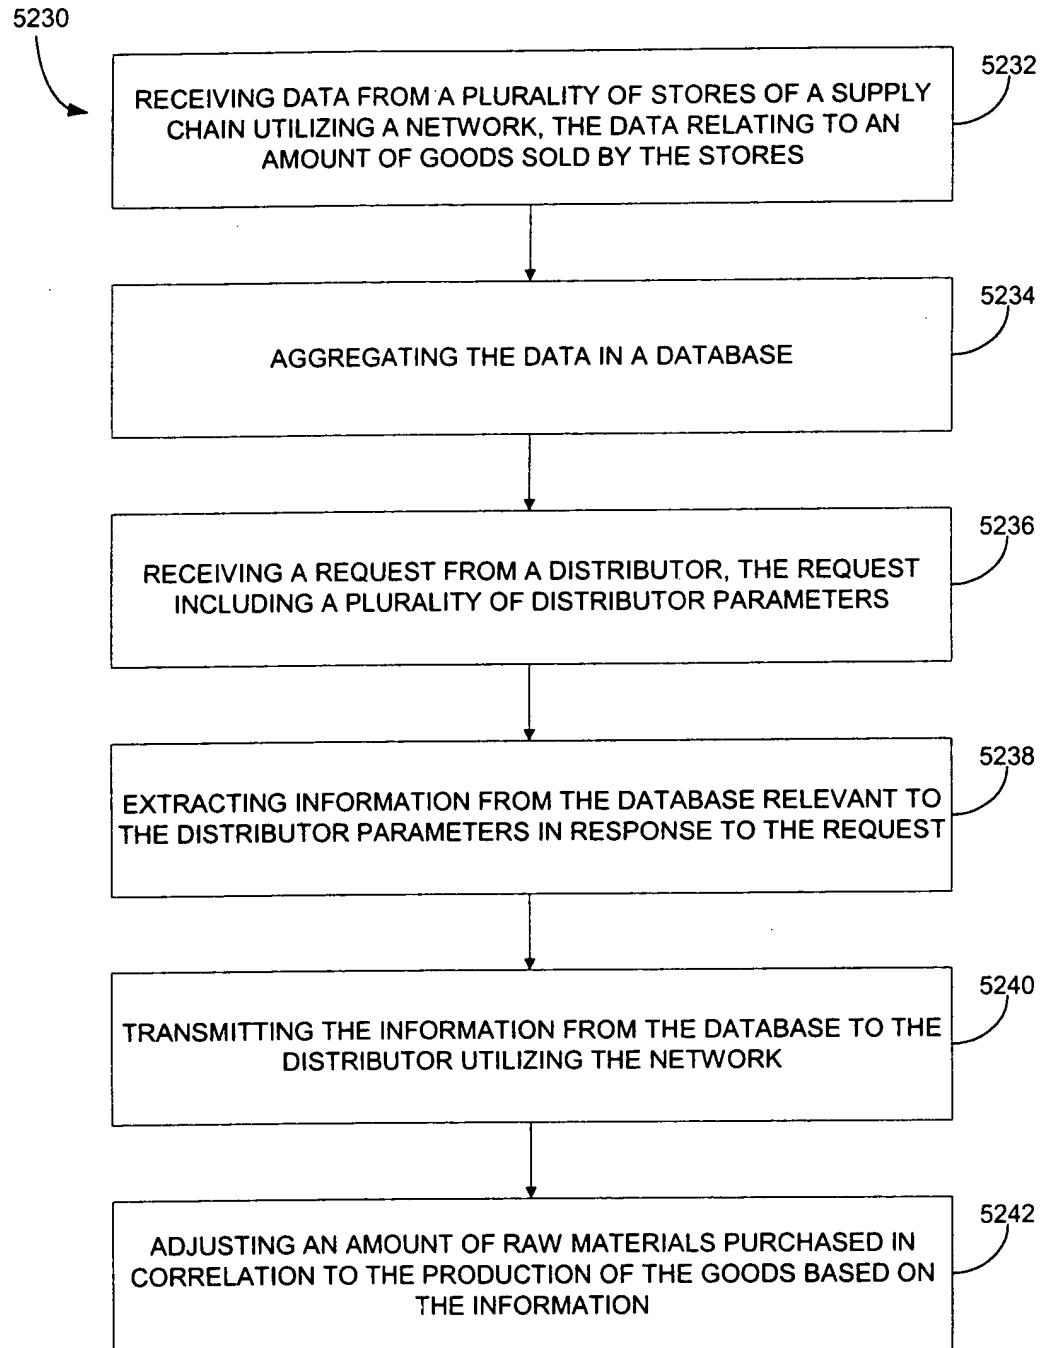 5230
5232
RECEIVING DATA FROM A PLURALITY OF STORES OF A SUPPLY
CHAIN UTILIZING A NETWORK, THE DATA RELATING TO AN
AMOUNT OF GOODS SOLD BY THE STORES
5234
AGGREGATING THE DATA IN A DATABASE
5236
RECEIVING A REQUEST FROM A DISTRIBUTOR, THE REQUEST
INCLUDING A PLURALITY OF DISTRIBUTOR PARAMETERS
5238
EXTRACTING INFORMATION FROM THE DATABASE RELEVANT TO
THE DISTRIBUTOR PARAMETERS IN RESPONSE TO THE REQUEST
5240
TRANSMITTING THE INFORMATION FROM THE DATABASE TO THE
DISTRIBUTOR UTILIZING THE NETWORK
5242
ADJUSTING AN AMOUNT OF RAW MATERIALS PURCHASED IN
CORRELATION TO THE PRODUCTION OF THE GOODS BASED ON
THE INFORMATION